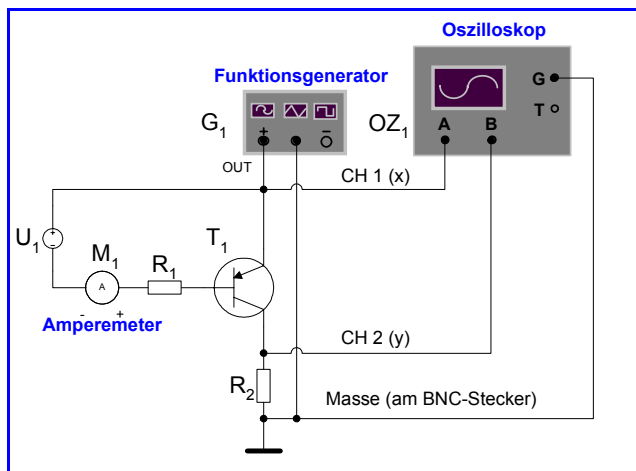 Oszilloskop
Funktionsgenerator
G
G1
OZ1
T
A B
+ −
OUT
CH 1 (x)
U1
+
−
T1
M1
R1
A
- +
Amperemeter
CH 2 (y)
R2
Masse (am BNC-Stecker)